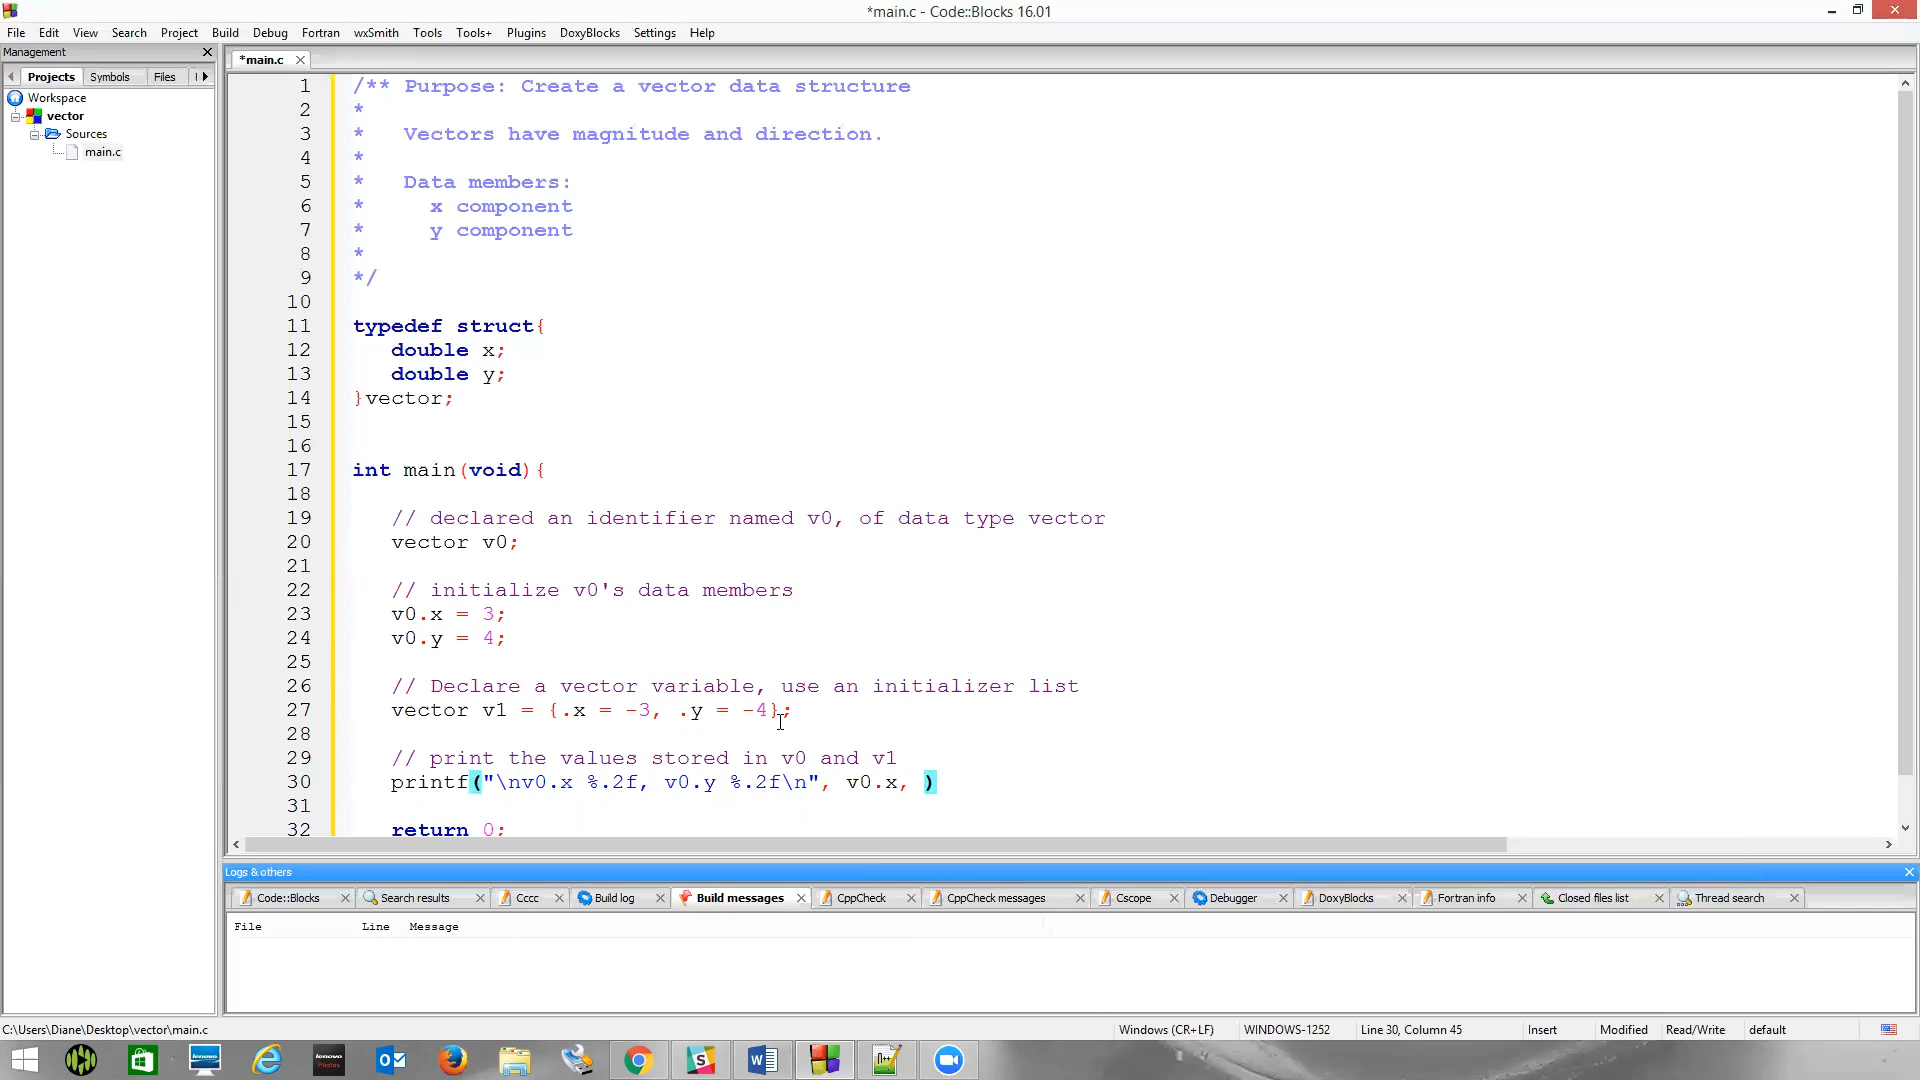 *main.c - Code::Blocks 16.01
File Edit View Search Project Build Debug Fortran wxSmith Tools Tools+ Plugins DoxyBlocks Settings Help
Management
Projects Symbols Files
Workspace
vector
Sources
main.c
*main.c
1 /** Purpose: Create a vector data structure
2 *
3 * Vectors have magnitude and direction.
4 *
5 * Data members:
6 * x component
7 * y component
8 *
9 */
10
11 typedef struct{
12 double x;
13 double y;
14 }vector;
15
16
17 int main(void){
18
19 // declared an identifier named v0, of data type vector
20 vector v0;
21
22 // initialize v0's data members
23 v0.x = 3;
24 v0.y = 4;
25
26 // Declare a vector variable, use an initializer list
27 vector v1 = {.x = -3, .y = -4};
28
29 // print the values stored in v0 and v1
30 printf("\nv0.x %.2f, v0.y %.2f\n", v0.x, )
31
32 return 0;
Logs & others
Code::Blocks Search results Cccc Build log Build messages CppCheck CppCheck messages Cscope Debugger DoxyBlocks Fortran info Closed files list Thread search
File Line Message
C:\Users\Diane\Desktop\vector\main.c Windows (CR+LF) WINDOWS-1252 Line 30, Column 45 Insert Modified Read/Write default